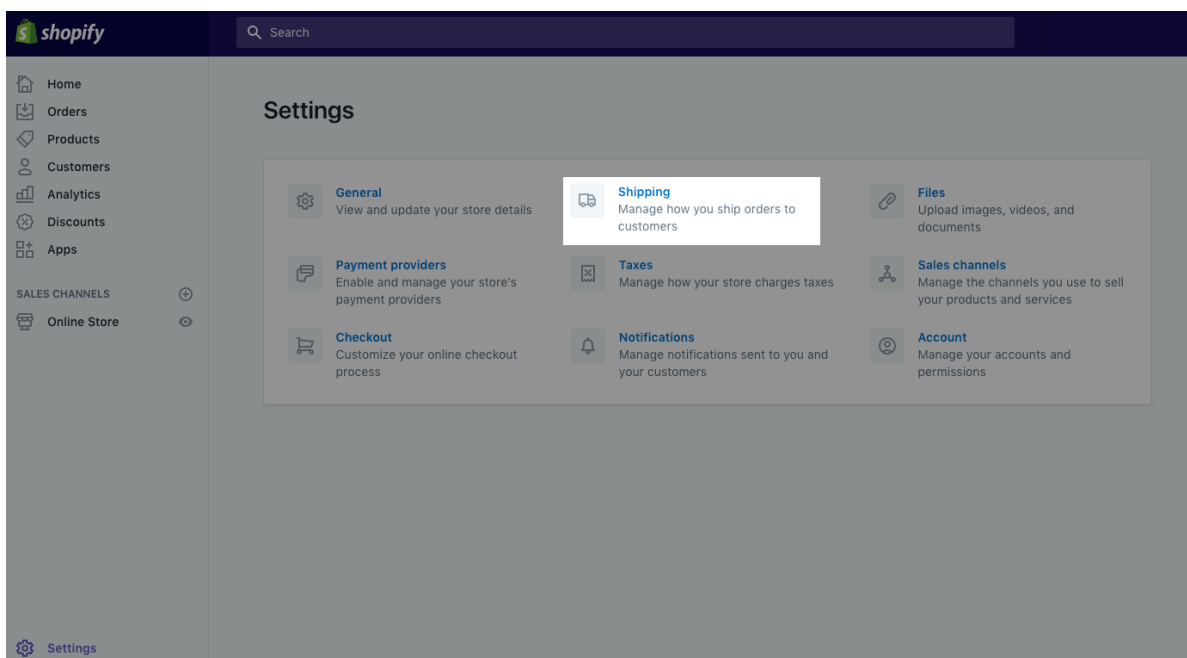 shopify
Search
Home
Orders
Products
Customers
Analytics
Discounts
Apps
SALES CHANNELS
Online Store
Settings
Settings
General
View and update your store details
Shipping
Manage how you ship orders to
customers
Files
Upload images, videos, and
documents
Payment providers
Enable and manage your store's
payment providers
Taxes
Manage how your store charges taxes
Sales channels
Manage the channels you use to sell
your products and services
Checkout
Customize your online checkout
process
Notifications
Manage notifications sent to you and
your customers
Account
Manage your accounts and
permissions